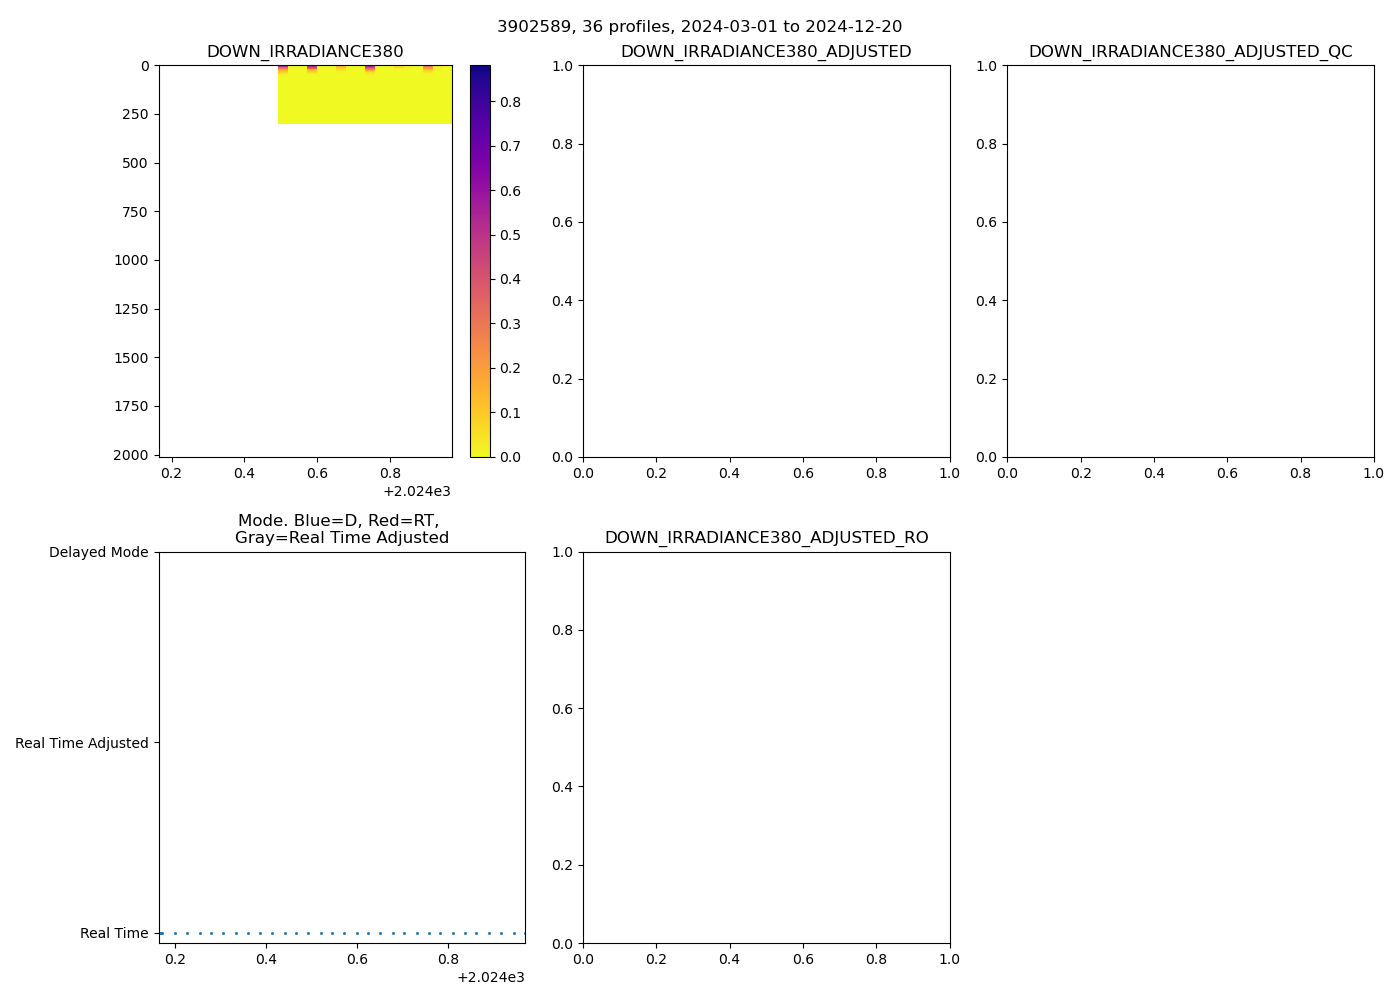 3902589, 36 profiles, 2024-03-01 to 2024-12-20
DOWN_IRRADIANCE380
0
250
500
750
1000
1250
1500
1750
2000
0.2 0.4 0.6 0.8
+2.024e3
0.8
0.7
0.6
0.5
0.4
0.3
0.2
0.1
0.0
DOWN_IRRADIANCE380_ADJUSTED
1.0
0.8
0.6
0.4
0.2
0.0
0.0 0.2 0.4 0.6 0.8 1.0
DOWN_IRRADIANCE380_ADJUSTED_QC
1.0
0.8
0.6
0.4
0.2
0.0
0.0 0.2 0.4 0.6 0.8 1.0
Mode. Blue=D, Red=RT,
Gray=Real Time Adjusted
Delayed Mode
Real Time Adjusted
Real Time
0.2 0.4 0.6 0.8
+2.024e3
DOWN_IRRADIANCE380_ADJUSTED_RO
1.0
0.8
0.6
0.4
0.2
0.0
0.0 0.2 0.4 0.6 0.8 1.0